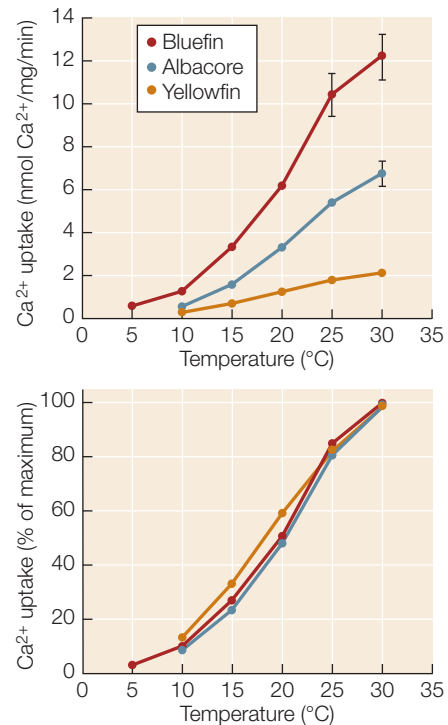 14
12
10
8
6
4
2
0
Ca²⁺ uptake (nmol Ca²⁺/mg/min)
Bluefin
Albacore
Yellowfin
0 5 10 15 20 25 30 35
Temperature (°C)
100
80
60
40
20
0
Ca²⁺ uptake (% of maximum)
0 5 10 15 20 25 30 35
Temperature (°C)